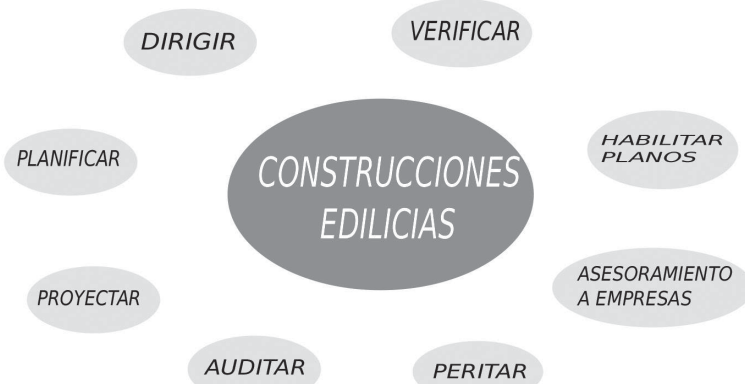 DIRIGIR
VERIFICAR
PLANIFICAR
CONSTRUCCIONES
EDILICIAS
HABILITAR
PLANOS
PROYECTAR
ASESORAMIENTO
A EMPRESAS
AUDITAR
PERITAR